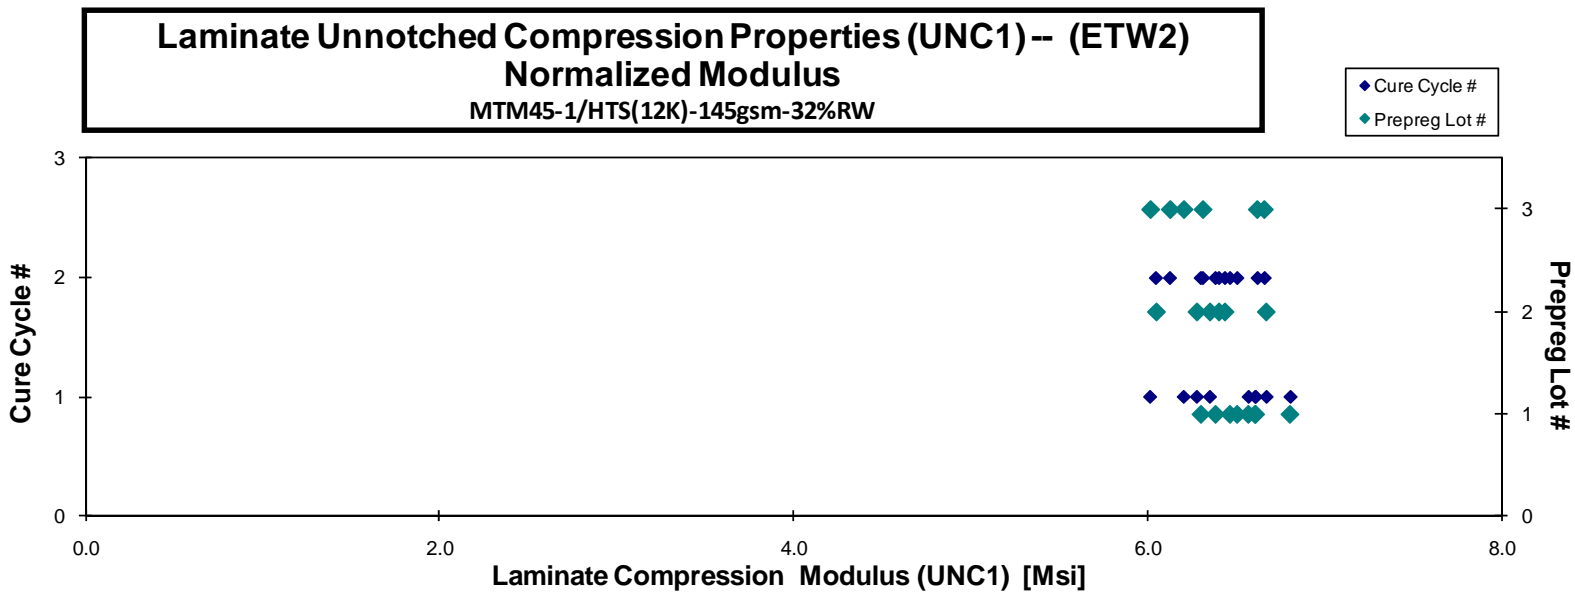 Laminate Unnotched Compression Properties (UNC1) -- (ETW2)
Normalized Modulus
MTM45-1/HTS(12K)-145gsm-32%RW
Cure Cycle #
Prepreg Lot #
3
2
1
0
Cure Cycle #
3
2
1
0
Prepreg Lot #
0.0 2.0 4.0 6.0 8.0
Laminate Compression Modulus (UNC1) [Msi]